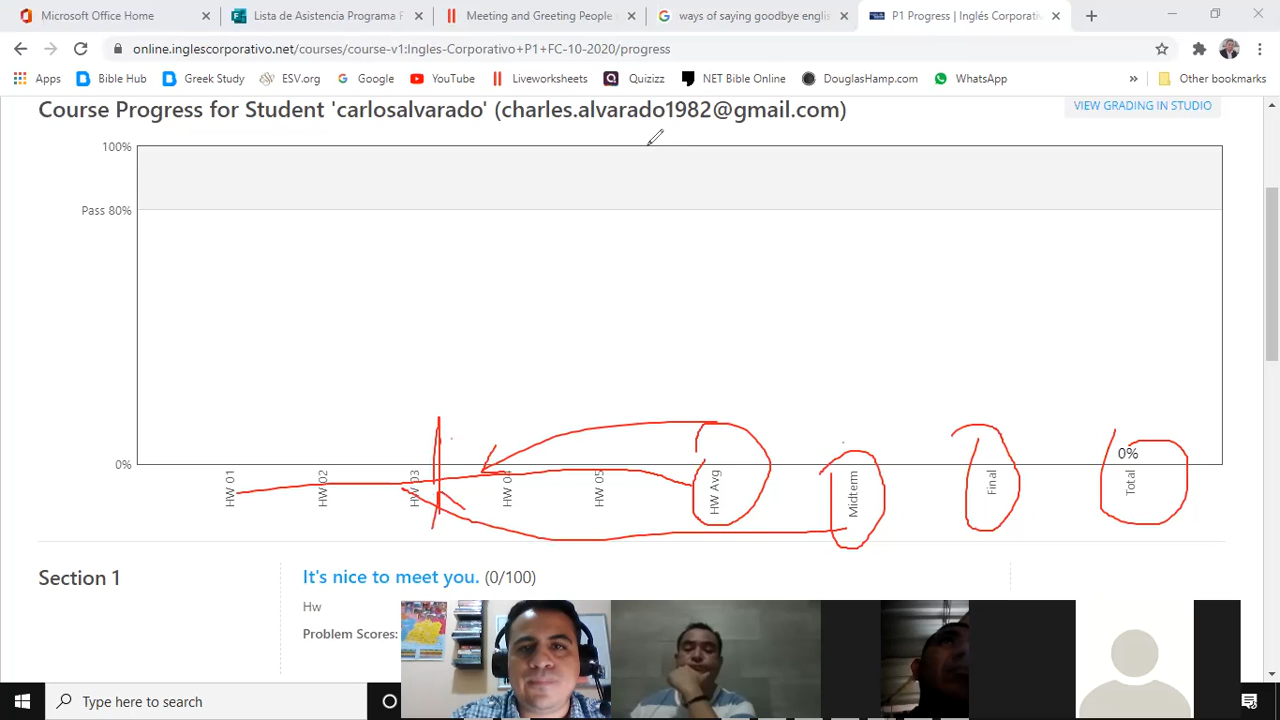 Microsoft Office Home
Lista de Asistencia Programa C
Meeting and Greeting People
ways of saying goodbye engli
P1 Progress | Inglés Corporativ
online.inglescorporativo.net/courses/course-v1:Ingles-Corporativo+P1+FC-10-2020/progress
Apps
Bible Hub
Greek Study
ESV.org
Google
YouTube
Liveworksheets
Quizizz
NET Bible Online
DouglasHamp.com
WhatsApp
»
Other bookmarks
Course Progress for Student 'carlosalvarado' (charles.alvarado1982@gmail.com)
VIEW GRADING IN STUDIO
100%
Pass 80%
0%
0%
HW 01
HW 02
HW 03
HW 04
HW 05
HW Avg
Midterm
Final
Total
Section 1
It's nice to meet you. (0/100)
Hw
Problem Scores:
Type here to search